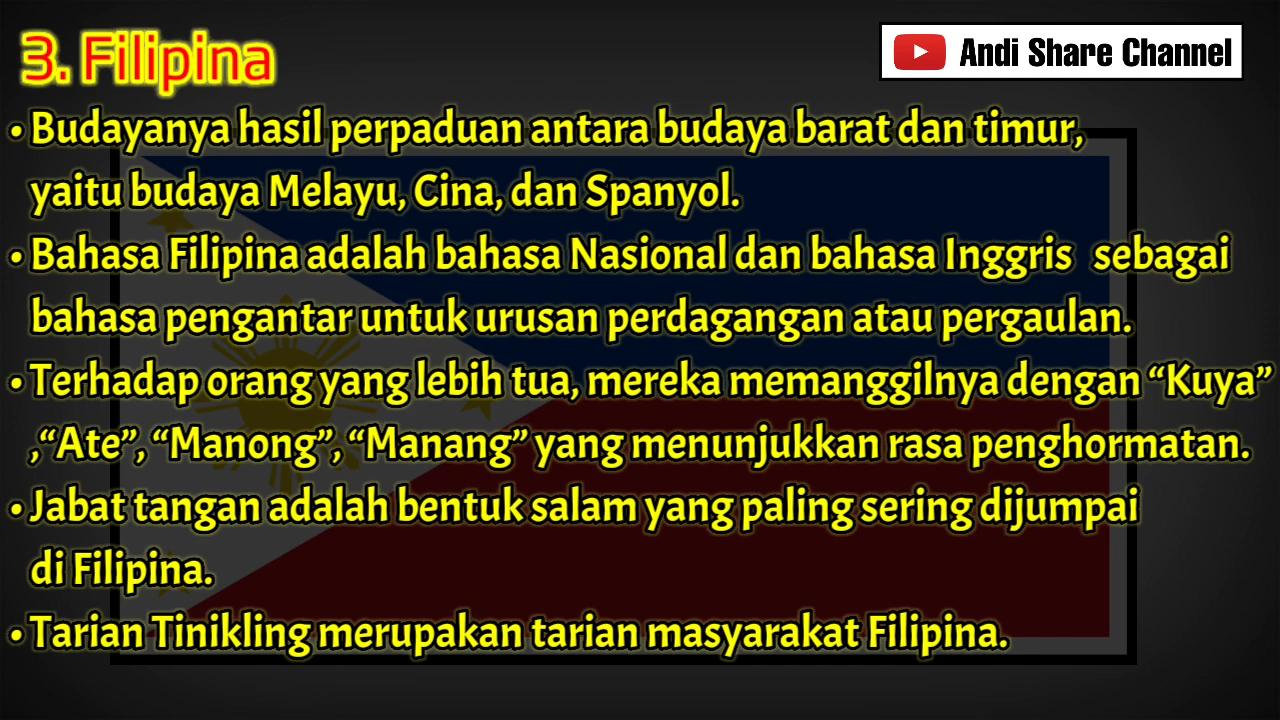 3. Filipina
Andi Share Channel
• Budayanya hasil perpaduan antara budaya barat dan timur,
yaitu budaya Melayu, Cina, dan Spanyol.
• Bahasa Filipina adalah bahasa Nasional dan bahasa Inggris sebagai
bahasa pengantar untuk urusan perdagangan atau pergaulan.
• Terhadap orang yang lebih tua, mereka memanggilnya dengan “Kuya”
,“Ate”, “Manong”, “Manang” yang menunjukkan rasa penghormatan.
• Jabat tangan adalah bentuk salam yang paling sering dijumpai
di Filipina.
• Tarian Tinikling merupakan tarian masyarakat Filipina.